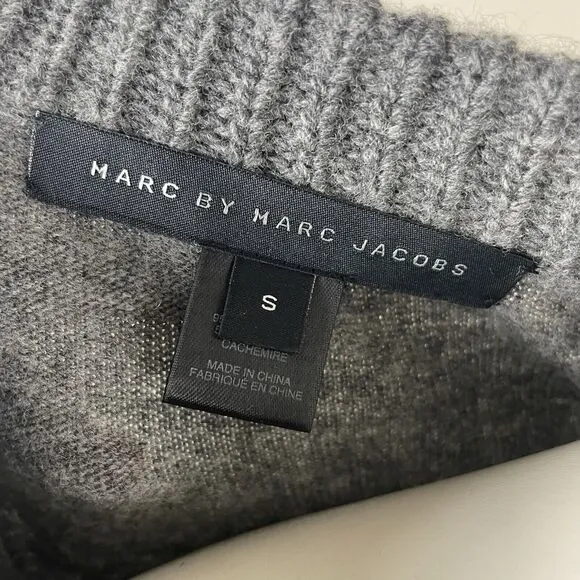 MARC BY MARC JACOBS
S
CACHEMIRE
MADE IN CHINA
FABRIQUÉ EN CHINE